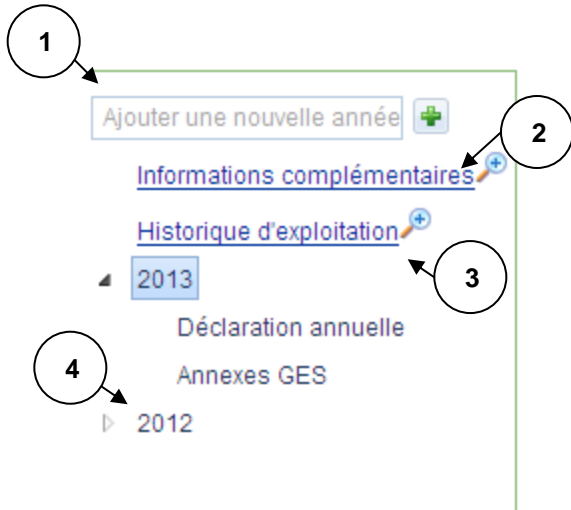 1
Ajouter une nouvelle année
2
Informations complémentaires
Historique d'exploitation
3
2013
Déclaration annuelle
Annexes GES
4
2012